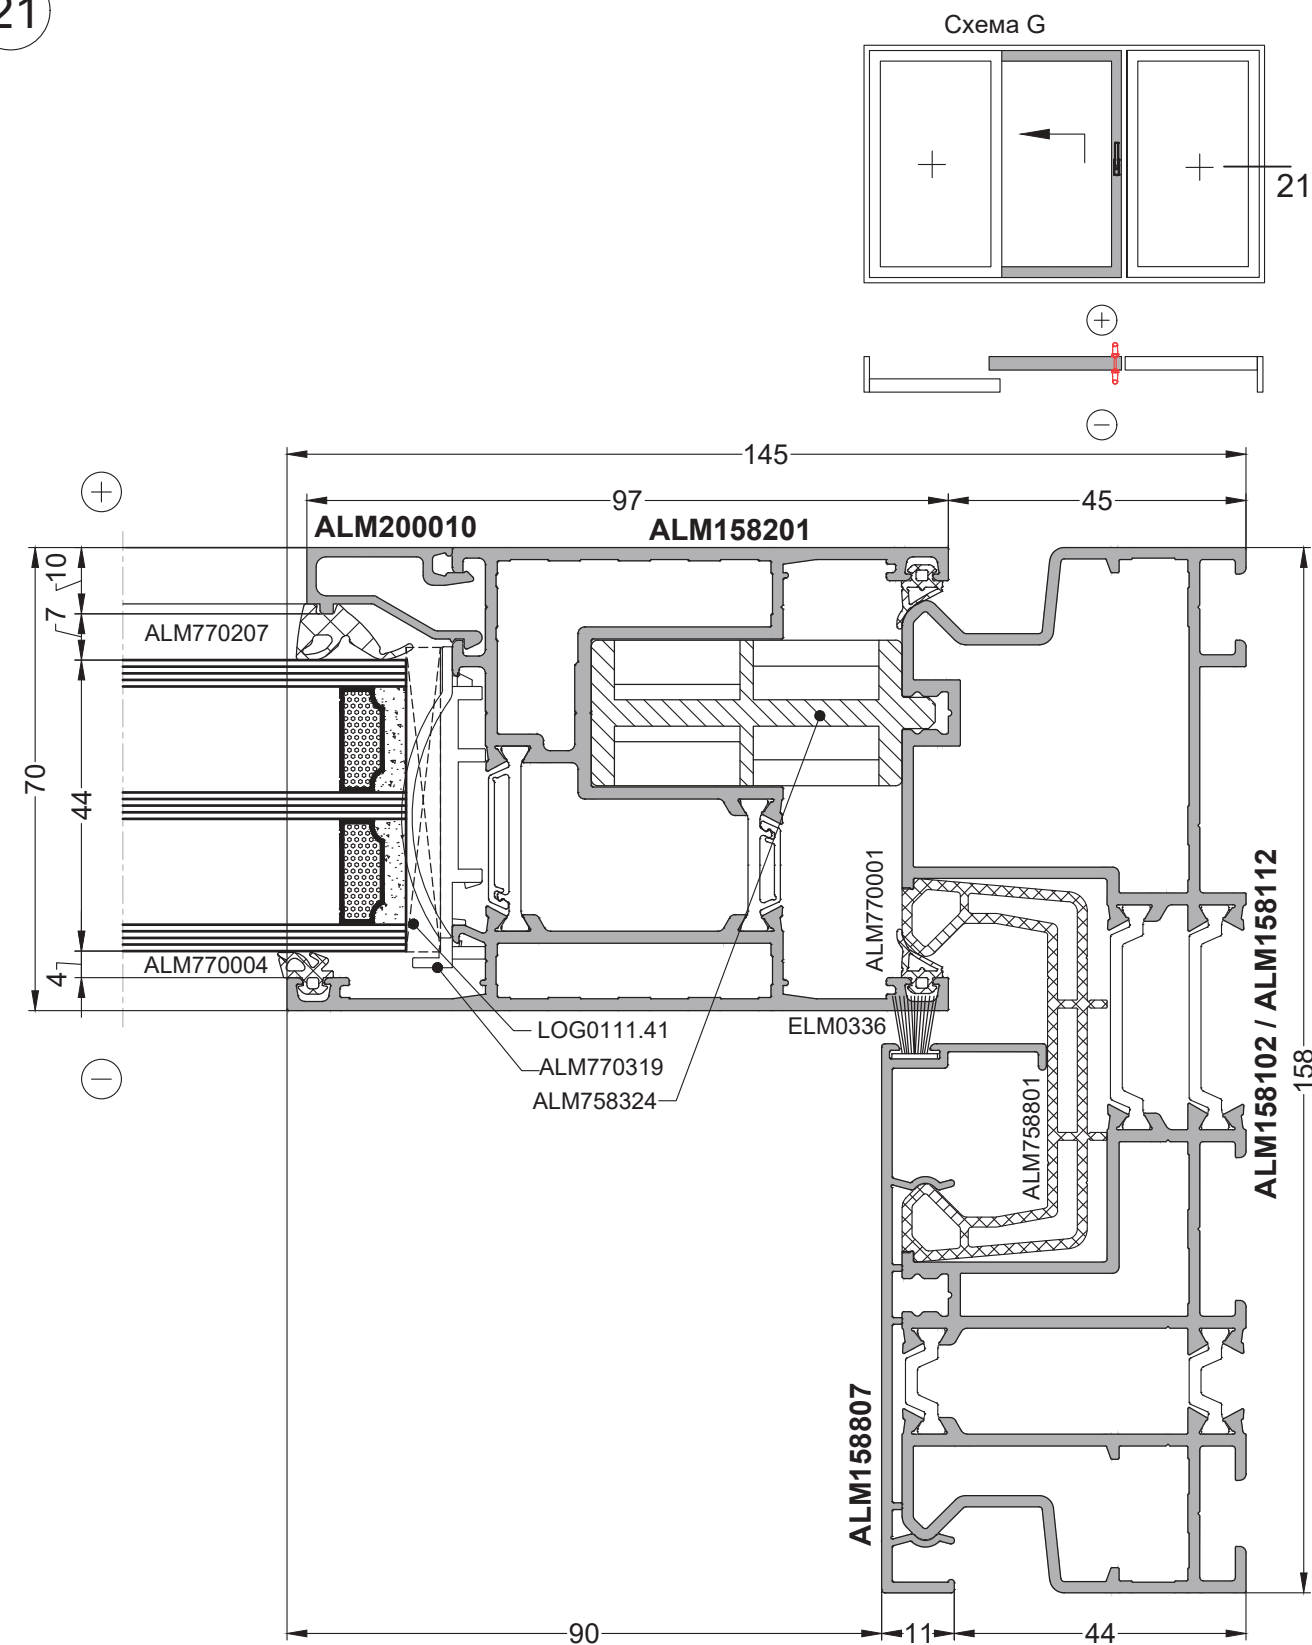 21
Схема G
21
145
97
45
ALM200010
ALM158201
10
7
ALM770207
70
44
ALM770001
ALM158102 / ALM158112
4
ALM770004
LOG0111.41
ELM0336
ALM770319
ALM758324
ALM758801
158
ALM158807
90
11
44